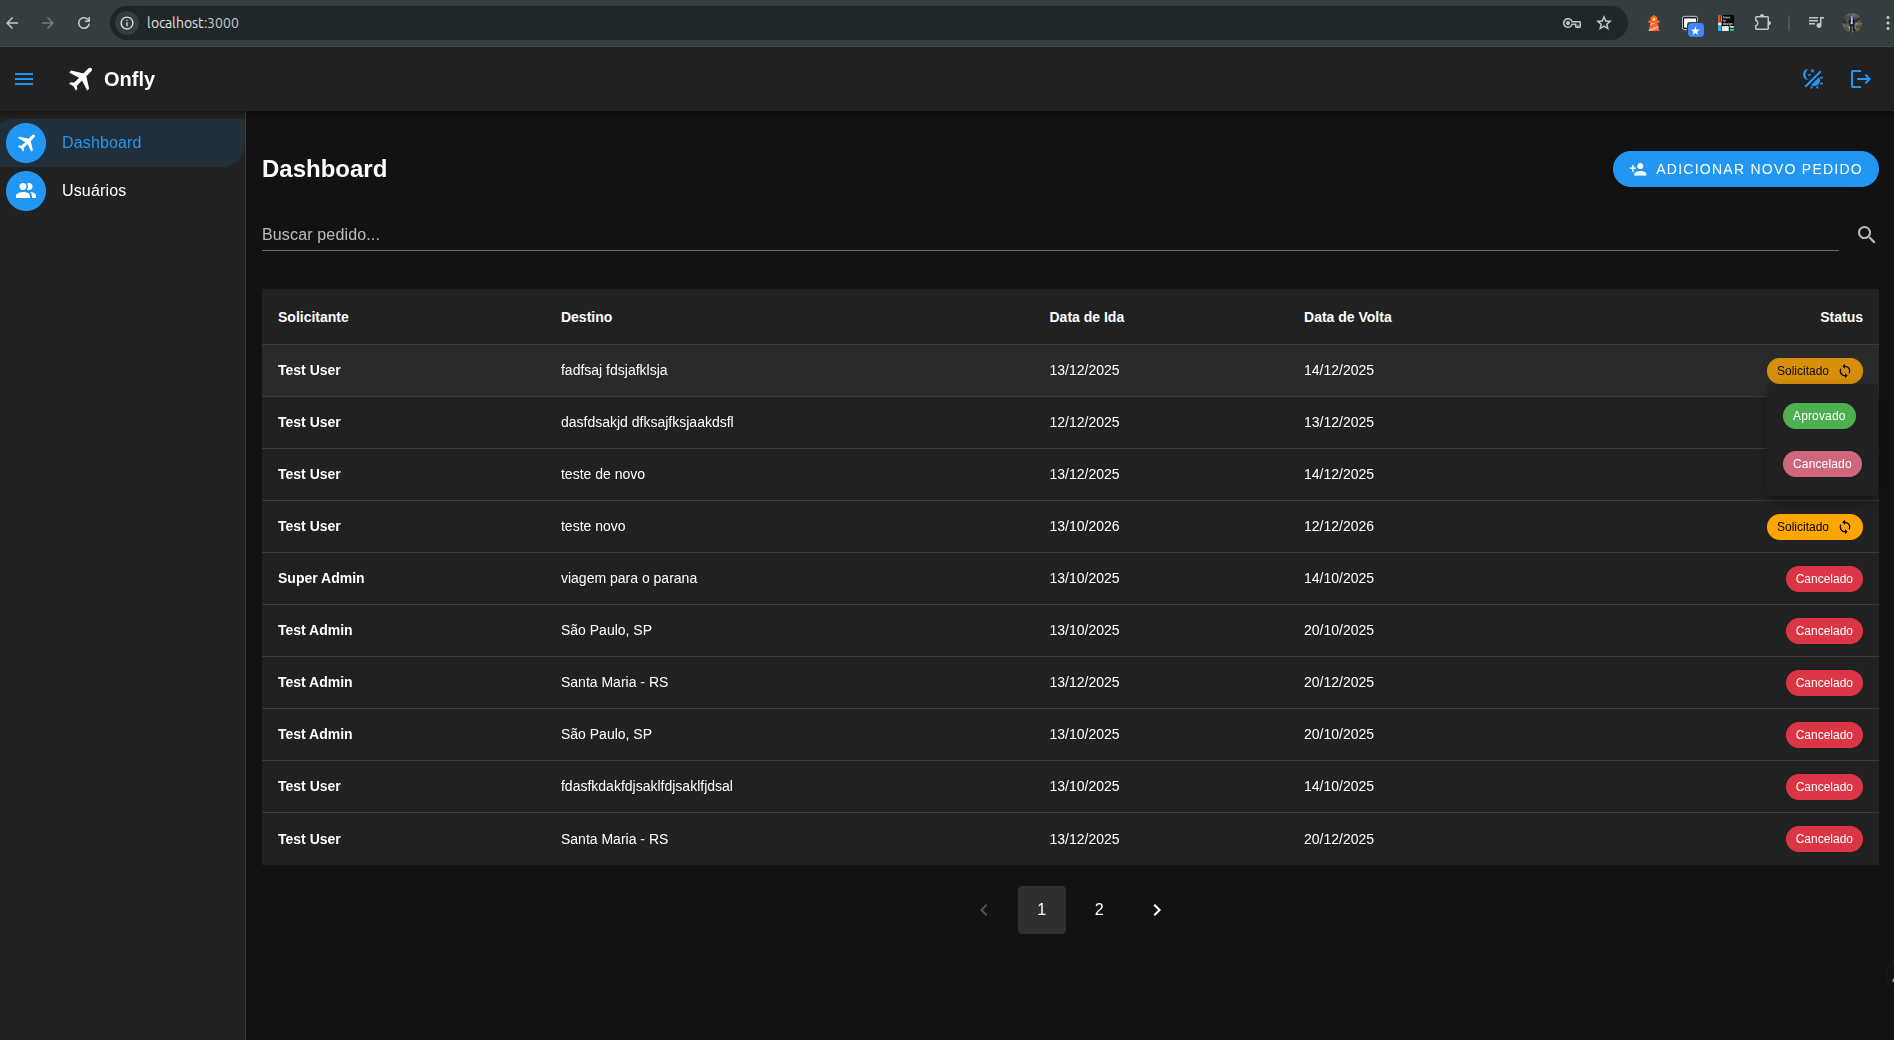 localhost:3000
Onfly
Dashboard
Usuários
Dashboard
ADICIONAR NOVO PEDIDO
Buscar pedido...
Solicitante Destino Data de Ida Data de Volta Status
Test User fadfsaj fdsjafklsja 13/12/2025 14/12/2025 Solicitado
Aprovado
Cancelado
Test User dasfdsakjd dfksajfksjaakdsfl 12/12/2025 13/12/2025
Test User teste de novo 13/12/2025 14/12/2025
Test User teste novo 13/10/2026 12/12/2026 Solicitado
Super Admin viagem para o parana 13/10/2025 14/10/2025 Cancelado
Test Admin São Paulo, SP 13/10/2025 20/10/2025 Cancelado
Test Admin Santa Maria - RS 13/12/2025 20/12/2025 Cancelado
Test Admin São Paulo, SP 13/10/2025 20/10/2025 Cancelado
Test User fdasfkdakfdjsaklfdjsaklfjdsal 13/10/2025 14/10/2025 Cancelado
Test User Santa Maria - RS 13/12/2025 20/12/2025 Cancelado
1 2